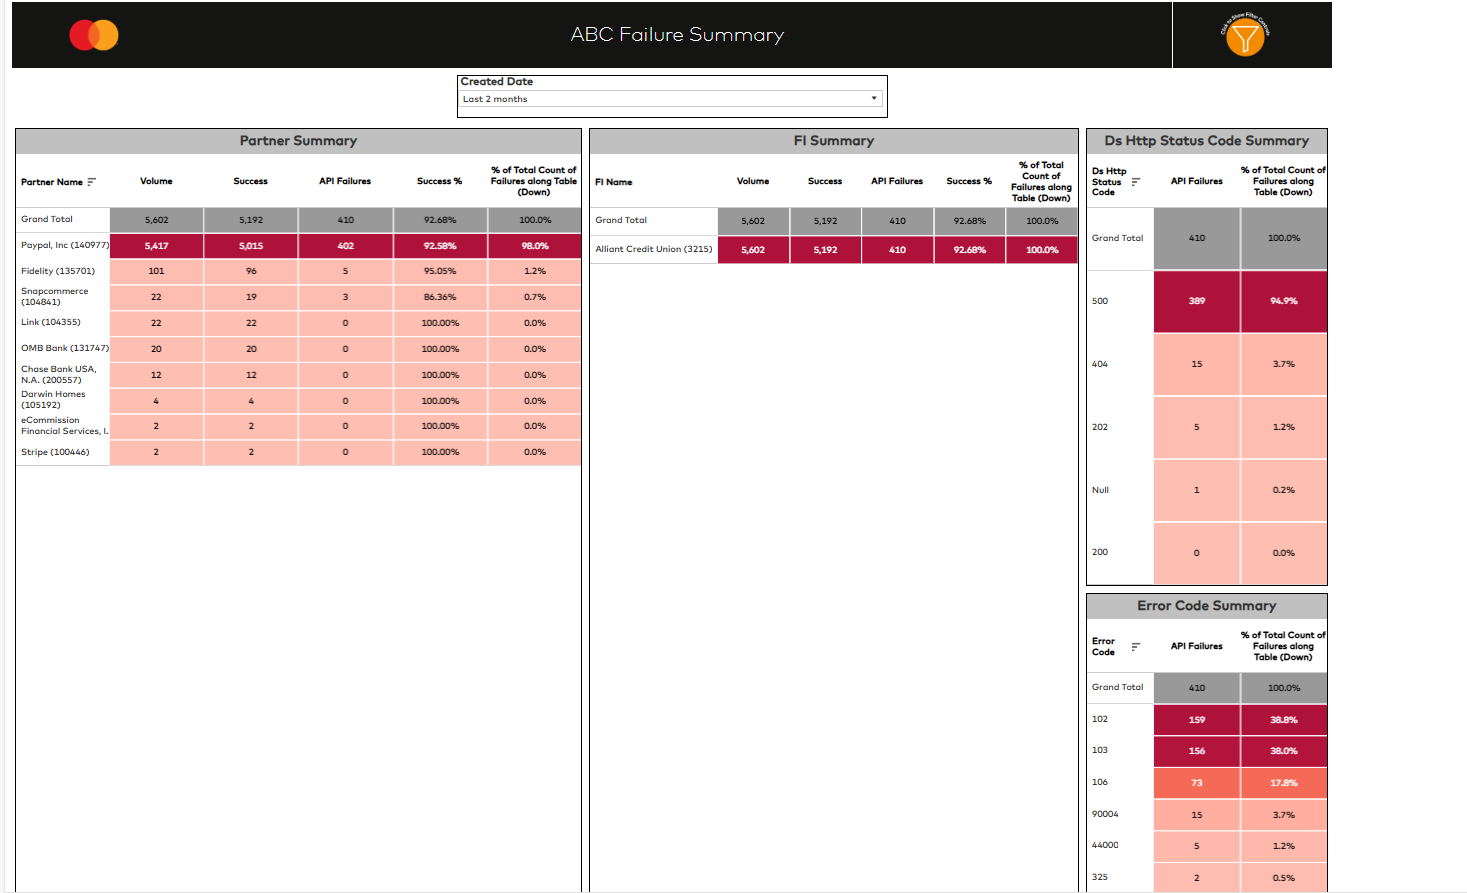 ABC Failure Summary
Click to Show Filter Controls
Created Date
Last 2 months
Partner Summary
Partner Name Volume Success API Failures Success % % of Total Count of Failures along Table (Down)
Grand Total 5,602 5,192 410 92.68% 100.0%
Paypal, Inc (140977) 5,417 5,015 402 92.58% 98.0%
Fidelity (135701) 101 96 5 95.05% 1.2%
Snapcommerce (104841) 22 19 3 86.36% 0.7%
Link (104355) 22 22 0 100.00% 0.0%
OMB Bank (131747) 20 20 0 100.00% 0.0%
Chase Bank USA, N.A. (200557) 12 12 0 100.00% 0.0%
Darwin Homes (105192) 4 4 0 100.00% 0.0%
eCommission Financial Services, I. 2 2 0 100.00% 0.0%
Stripe (100446) 2 2 0 100.00% 0.0%
FI Summary
FI Name Volume Success API Failures Success % % of Total Count of Failures along Table (Down)
Grand Total 5,602 5,192 410 92.68% 100.0%
Alliant Credit Union (3215) 5,602 5,192 410 92.68% 100.0%
Ds Http Status Code Summary
Ds Http Status Code API Failures % of Total Count of Failures along Table (Down)
Grand Total 410 100.0%
500 389 94.9%
404 15 3.7%
202 5 1.2%
Null 1 0.2%
200 0 0.0%
Error Code Summary
Error Code API Failures % of Total Count of Failures along Table (Down)
Grand Total 410 100.0%
102 159 38.8%
103 156 38.0%
106 73 17.8%
90004 15 3.7%
44000 5 1.2%
325 2 0.5%